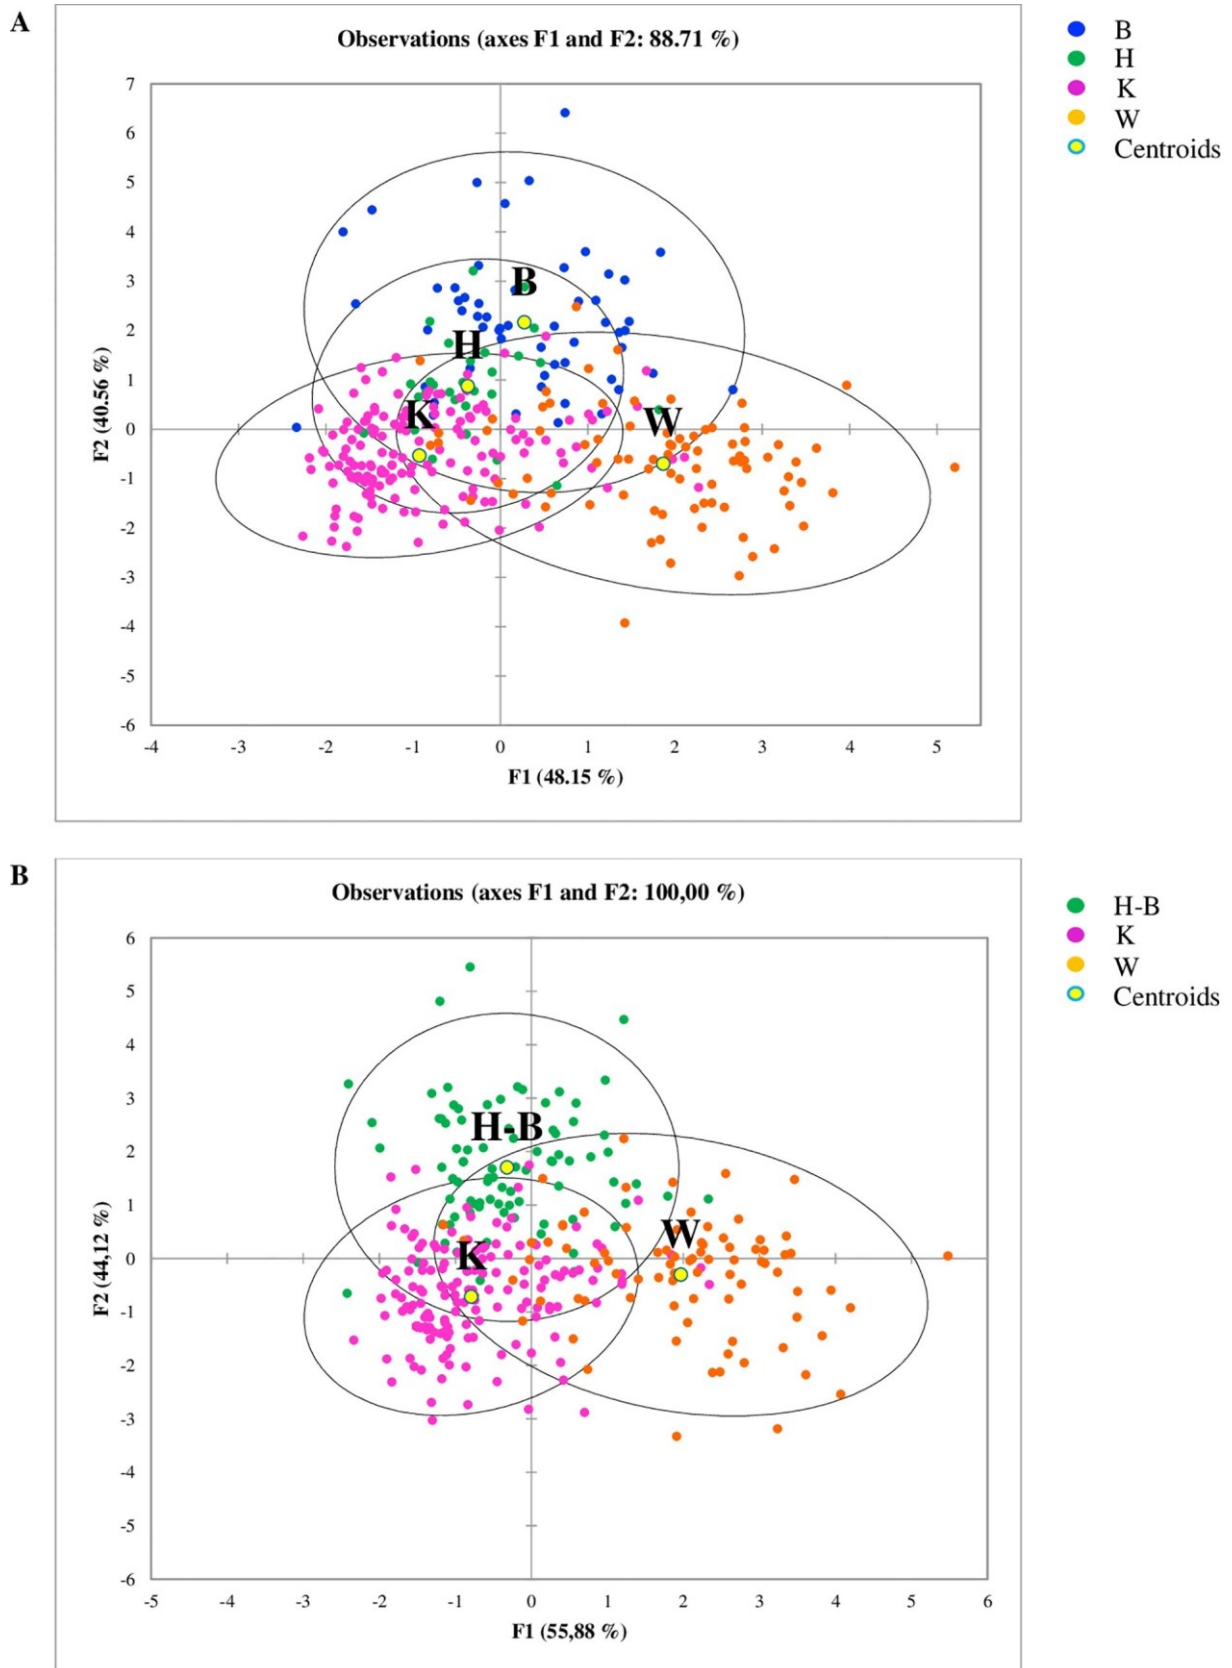 A
Observations (axes F1 and F2: 88.71 %)
B
H
K
W
Centroids
7
6
5
4
3
2
1
0
-1
-2
-3
-4
-5
-6
F2 (40.56 %)
B
H
K
W
-4 -3 -2 -1 0 1 2 3 4 5
F1 (48.15 %)
B
Observations (axes F1 and F2: 100,00 %)
H-B
K
W
Centroids
6
5
4
3
2
1
0
-1
-2
-3
-4
-5
-6
F2 (44,12 %)
H-B
W
K
-5 -4 -3 -2 -1 0 1 2 3 4 5 6
F1 (55,88 %)